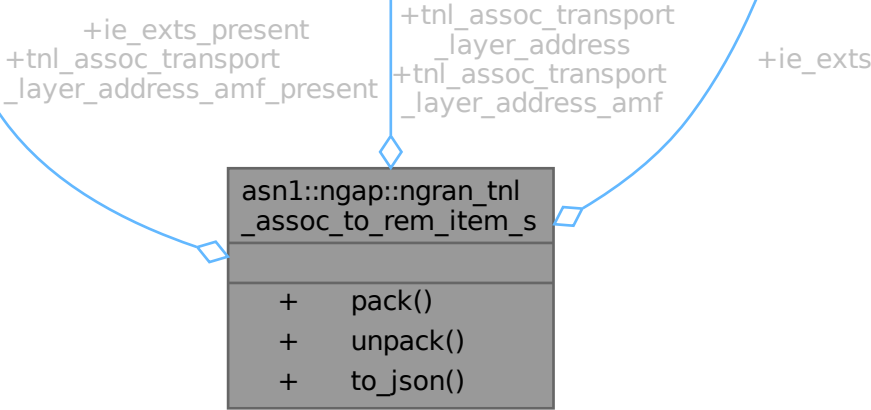 +ie_exts_present
+tnl_assoc_transport
_layer_address_amf_present
+tnl_assoc_transport
_layer_address
+tnl_assoc_transport
_layer_address_amf
+ie_exts
asn1::ngap::ngran_tnl
_assoc_to_rem_item_s
+ pack()
+ unpack()
+ to_json()